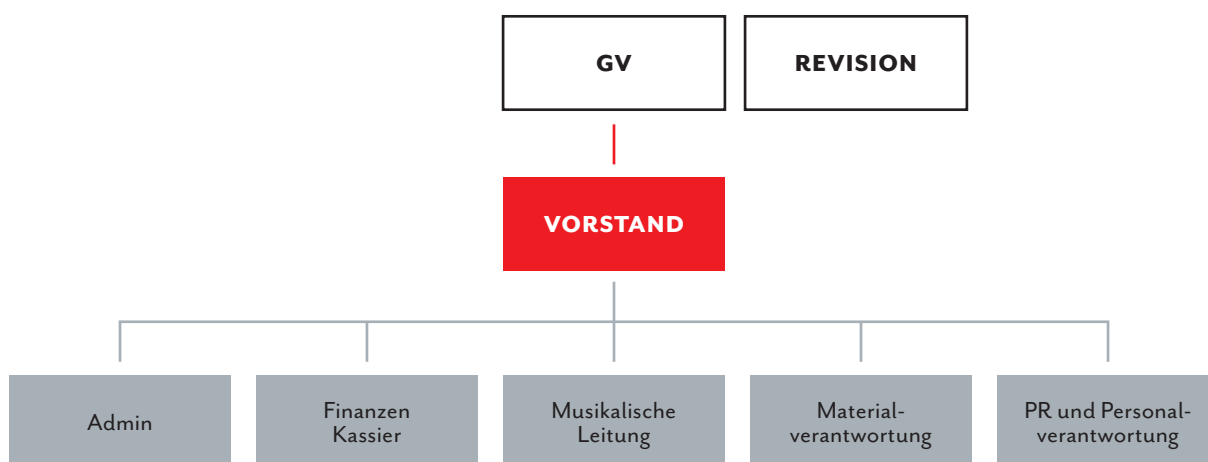 GV
REVISION
VORSTAND
Admin
Finanzen
Kassier
Musikalische
Leitung
Material-
verantwortung
PR und Personal-
verantwortung